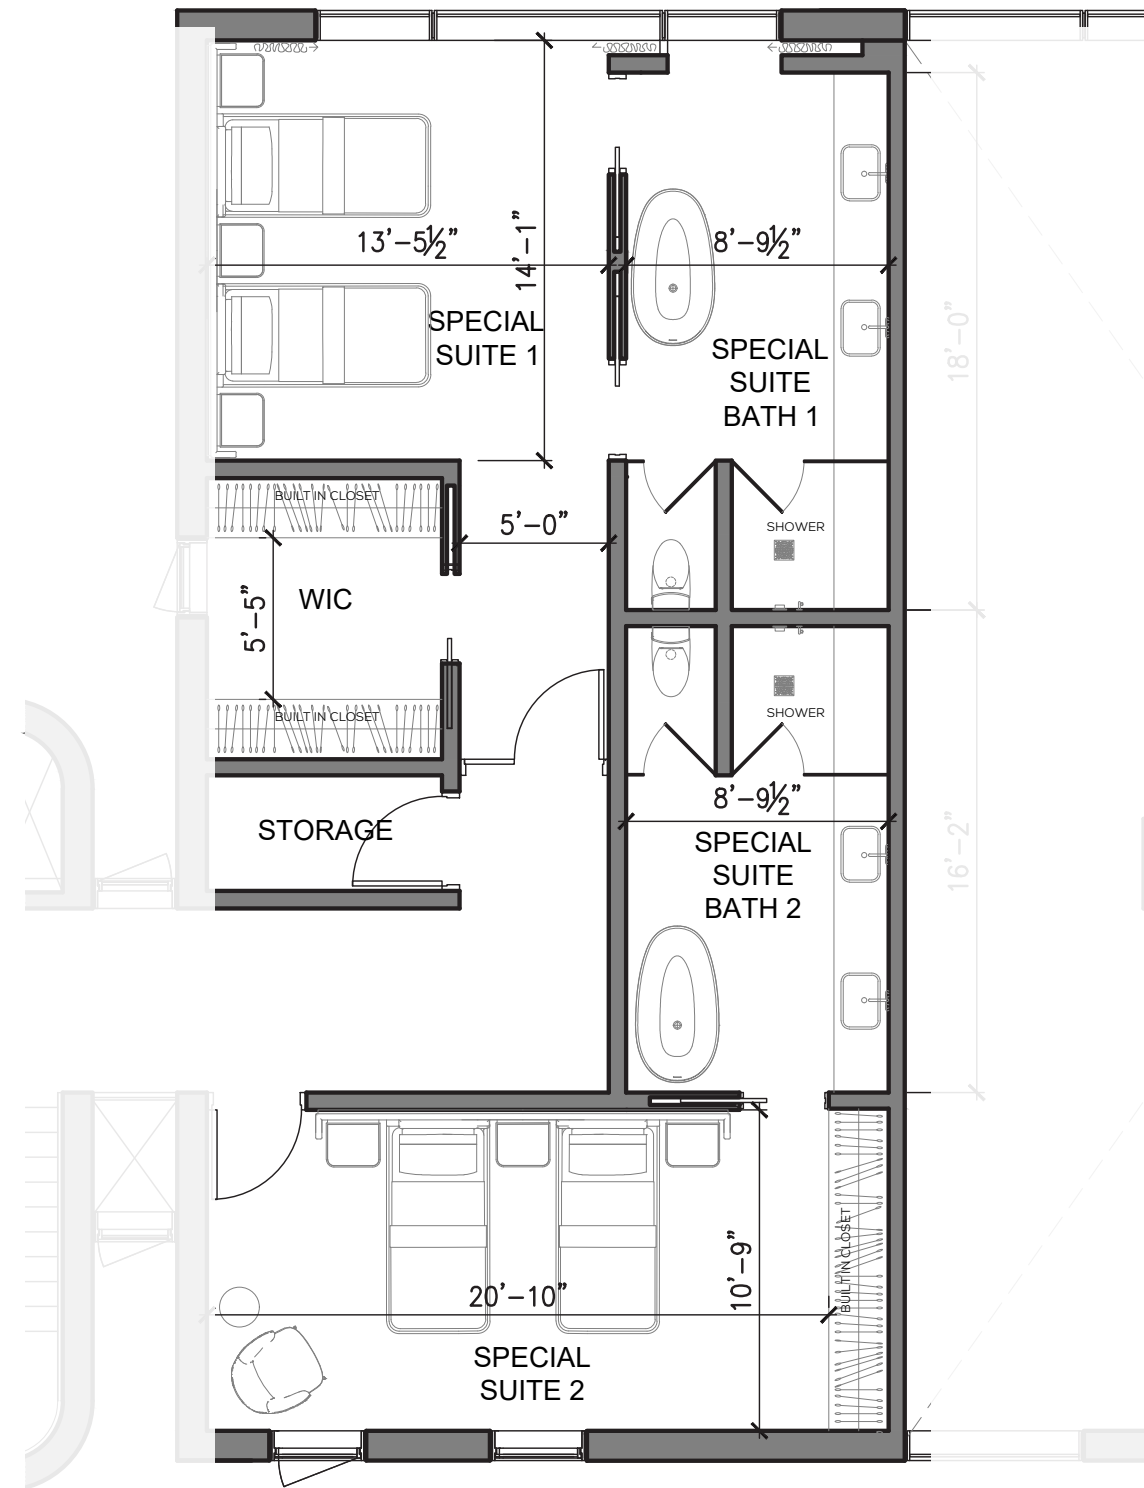 13'-5½"
14'-1"
8'-9½"
SPECIAL
SUITE 1
SPECIAL
SUITE
BATH 1
18'-0"
BUILT IN CLOSET
5'-0"
SHOWER
5'-5"
WIC
BUILT IN CLOSET
SHOWER
8'-9½"
STORAGE
SPECIAL
SUITE
BATH 2
16'-2"
BUILT IN CLOSET
10'-9"
20'-10"
SPECIAL
SUITE 2